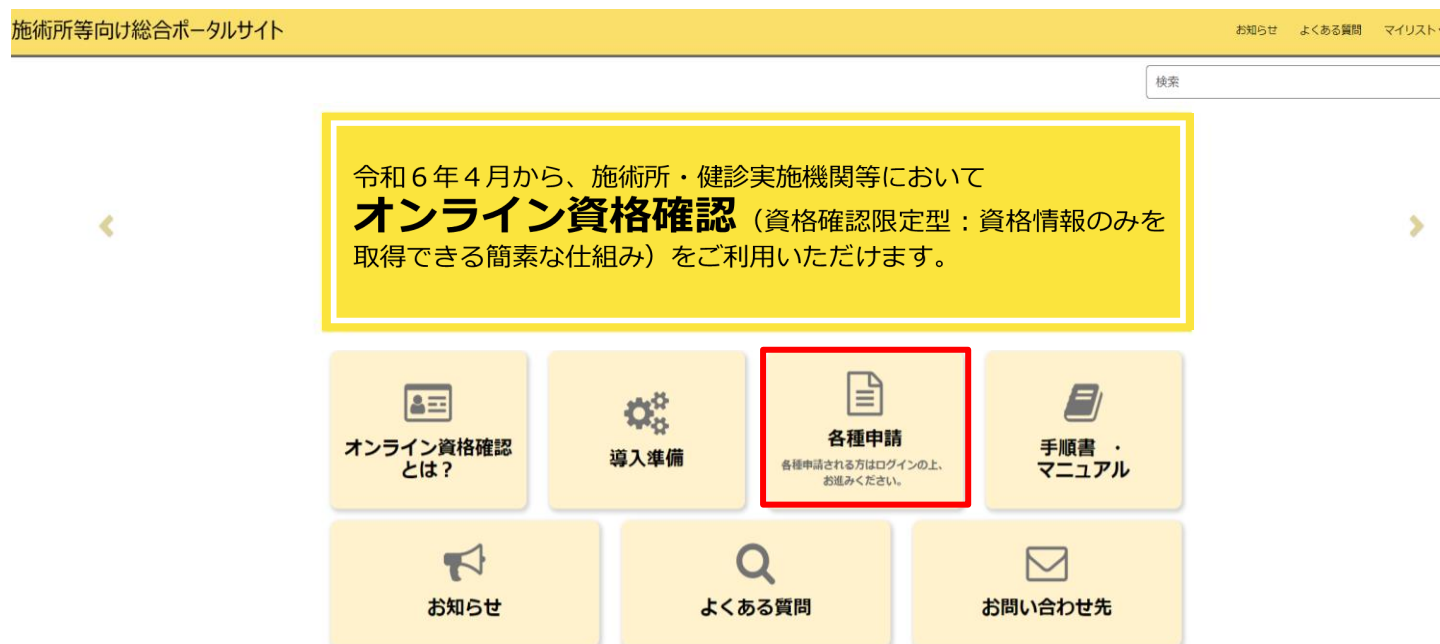 施術所等向け総合ポータルサイト
お知らせ よくある質問 マイリスト
検索
令和６年４月から、施術所・健診実施機関等において
オンライン資格確認（資格確認限定型：資格情報のみを
取得できる簡素な仕組み）をご利用いただけます。
オンライン資格確認
とは？
導入準備
各種申請
各種申請される方はログインの上、
お進みください。
手順書 ・
マニュアル
お知らせ
よくある質問
お問い合わせ先